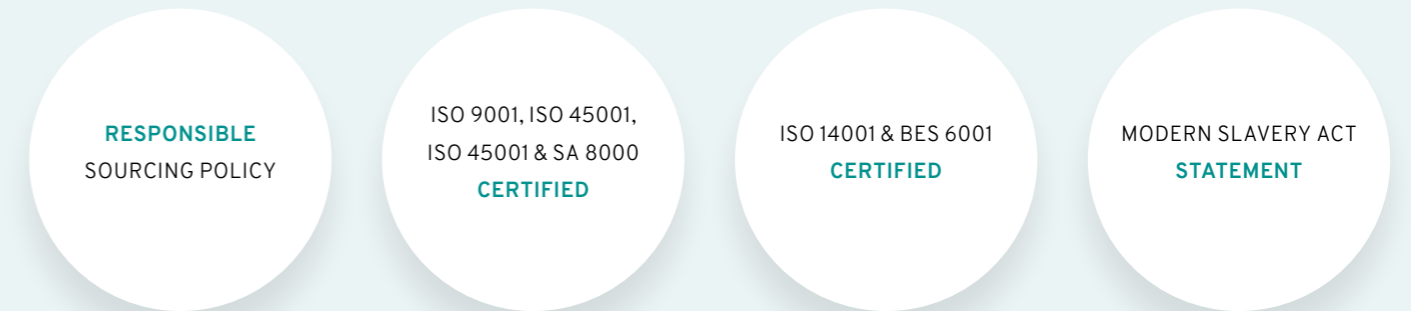 RESPONSIBLE
SOURCING POLICY
ISO 9001, ISO 45001,
ISO 45001 & SA 8000
CERTIFIED
ISO 14001 & BES 6001
CERTIFIED
MODERN SLAVERY ACT
STATEMENT